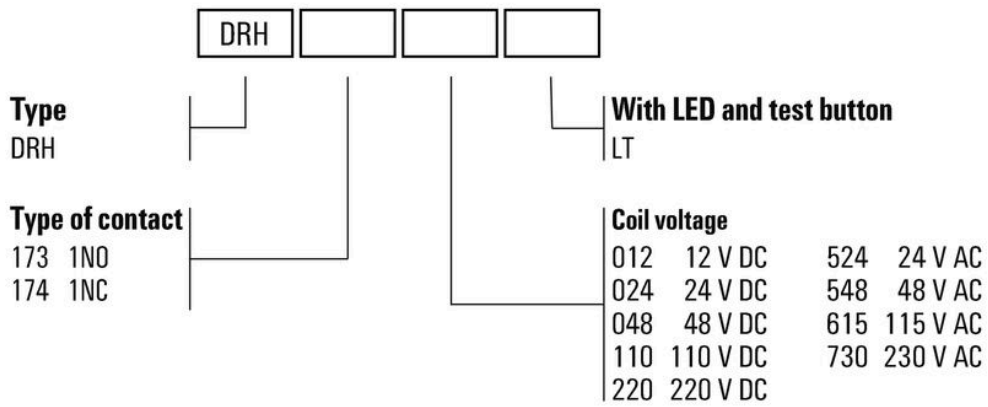 DRH
Type
DRH
With LED and test button
LT
Type of contact
173 1NO
174 1NC
Coil voltage
012 12 V DC 524 24 V AC
024 24 V DC 548 48 V AC
048 48 V DC 615 115 V AC
110 110 V DC 730 230 V AC
220 220 V DC